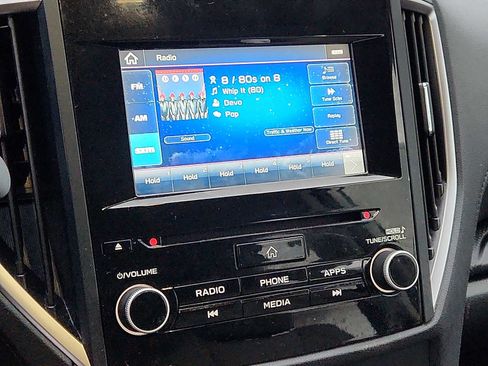 Radio
FM
AM
SXM
8 / 80s on 8
Whip It (80)
Devo
Pop
Browse
Tune Scan
Replay
Direct Tune
Sound
Traffic & Weather Now
Hold Hold Hold Hold Hold Hold
VOLUME
TUNE/SCROLL
RADIO PHONE APPS
MEDIA